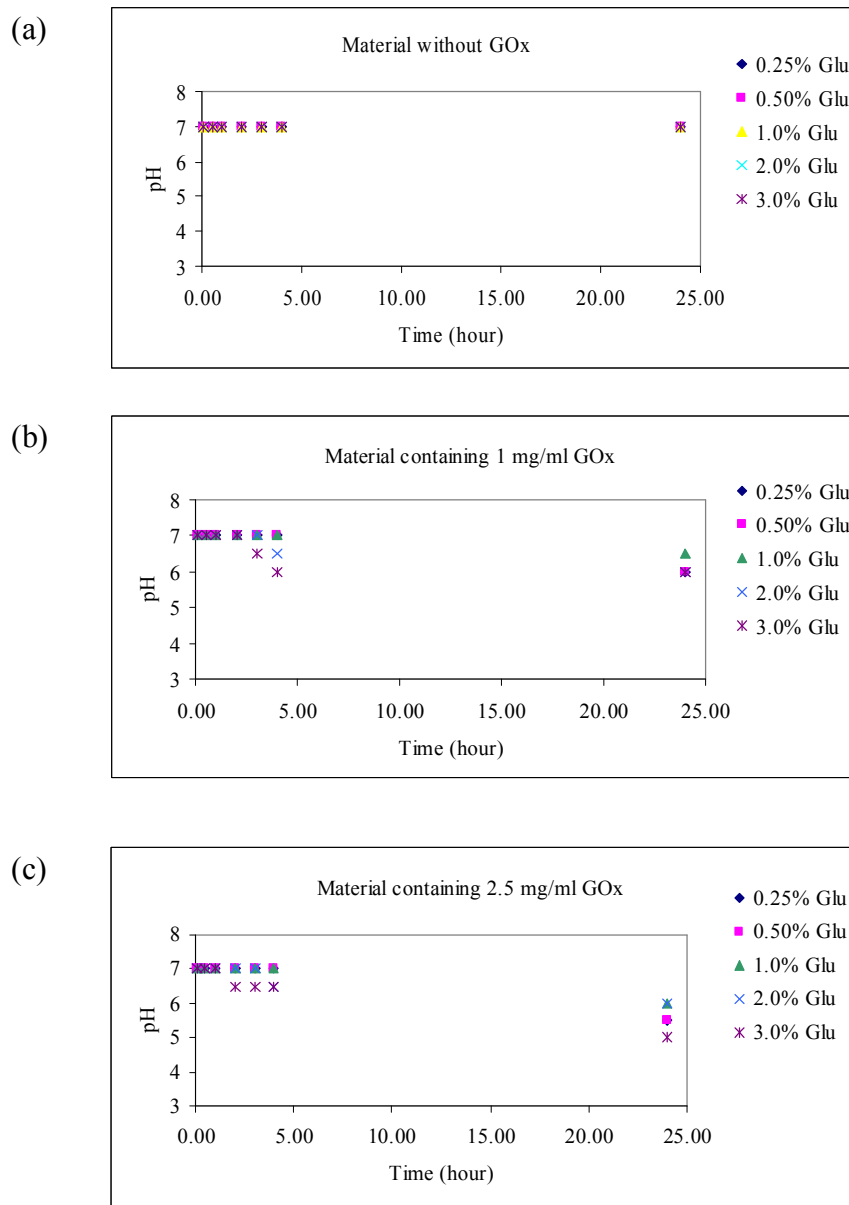 (a)
Material without GOx
8
7
6
5
4
3
pH
0.00 5.00 10.00 15.00 20.00 25.00
Time (hour)
0.25% Glu
0.50% Glu
1.0% Glu
2.0% Glu
3.0% Glu
(b)
Material containing 1 mg/ml GOx
8
7
6
5
4
3
pH
0.00 5.00 10.00 15.00 20.00 25.00
Time (hour)
0.25% Glu
0.50% Glu
1.0% Glu
2.0% Glu
3.0% Glu
(c)
Material containing 2.5 mg/ml GOx
8
7
6
5
4
3
pH
0.00 5.00 10.00 15.00 20.00 25.00
Time (hour)
0.25% Glu
0.50% Glu
1.0% Glu
2.0% Glu
3.0% Glu